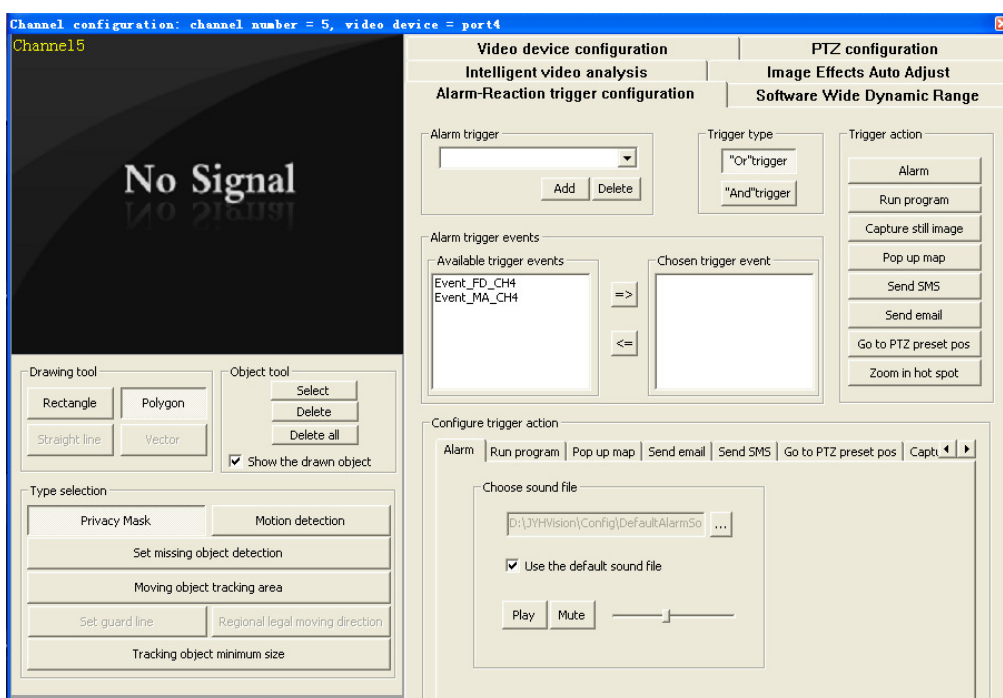 Channel configuration: channel number = 5, video device = port4
Channel5
No Signal
Video device configuration
PTZ configuration
Intelligent video analysis
Image Effects Auto Adjust
Alarm-Reaction trigger configuration
Software Wide Dynamic Range
Alarm trigger
Add
Delete
Trigger type
"Or"trigger
"And"trigger
Trigger action
Alarm
Run program
Capture still image
Pop up map
Send SMS
Send email
Go to PTZ preset pos
Zoom in hot spot
Alarm trigger events
Available trigger events
Event_FD_CH4
Event_MA_CH4
=>
<=
Chosen trigger event
Drawing tool
Rectangle
Polygon
Straight line
Vector
Object tool
Select
Delete
Delete all
Show the drawn object
Type selection
Privacy Mask
Motion detection
Set missing object detection
Moving object tracking area
Set guard line
Regional legal moving direction
Tracking object minimum size
Configure trigger action
Alarm
Run program
Pop up map
Send email
Send SMS
Go to PTZ preset pos
Captu
Choose sound file
D:\JYHVision\Config\DefaultAlarmSo
...
Use the default sound file
Play
Mute